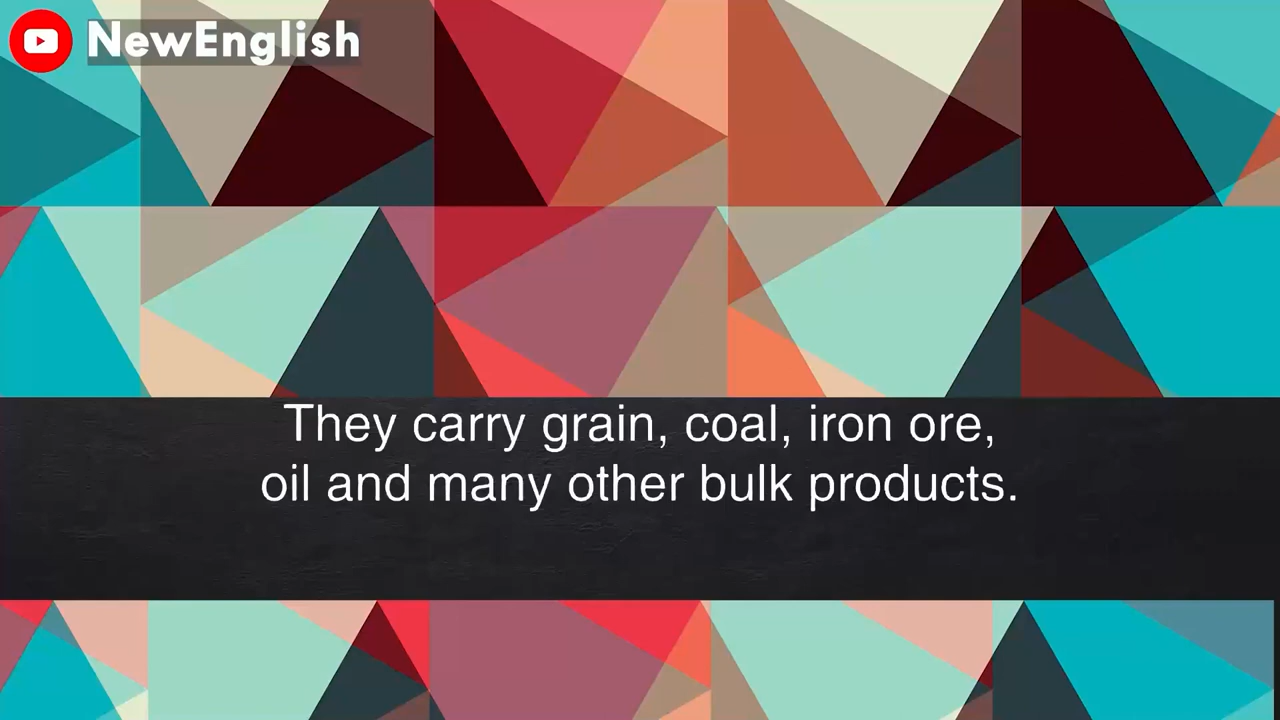 NewEnglish
They carry grain, coal, iron ore,
oil and many other bulk products.